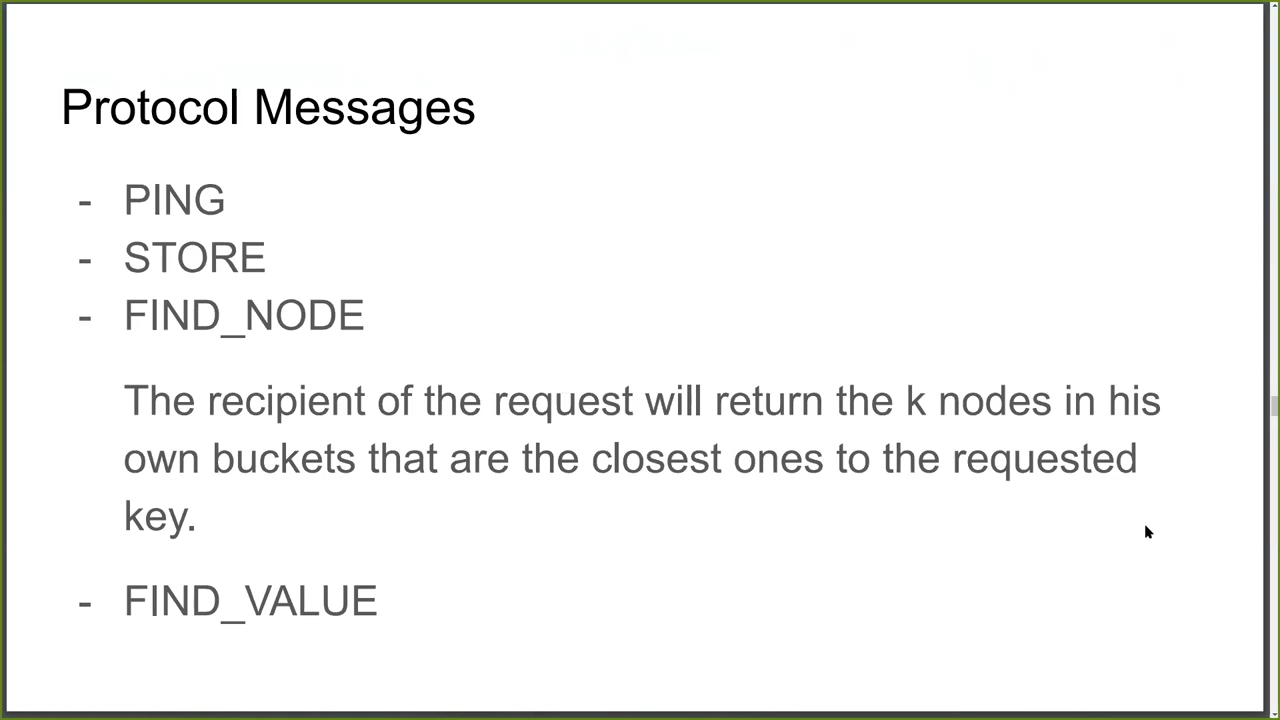 Protocol Messages
- PING
- STORE
- FIND_NODE
The recipient of the request will return the k nodes in his
own buckets that are the closest ones to the requested
key.
- FIND_VALUE